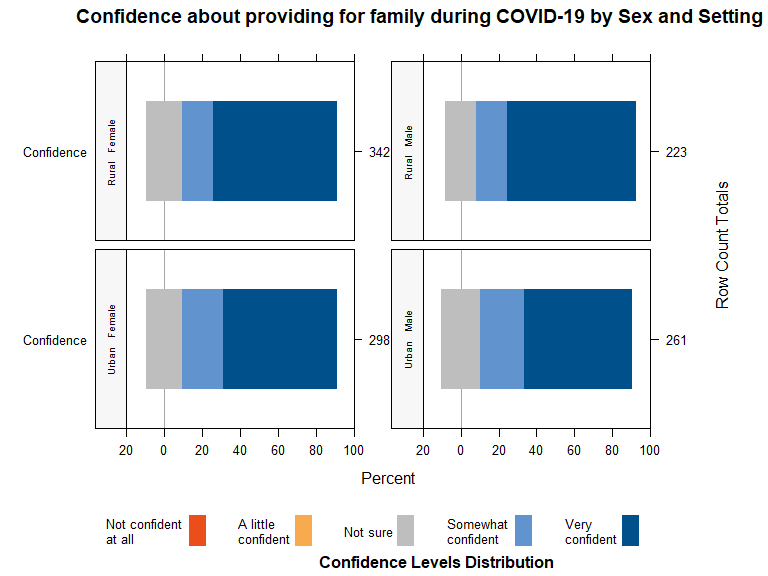 Confidence about providing for family during COVID-19 by Sex and Setting
Confidence
Rural Female
342
Rural Male
223
Confidence
Urban Female
298
Urban Male
261
Row Count Totals
20 0 20 40 60 80 100
20 0 20 40 60 80 100
Percent
Not confident
at all
A little
confident
Not sure
Somewhat
confident
Very
confident
Confidence Levels Distribution